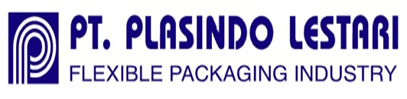 PT. PLASINDO LESTARI
FLEXIBLE PACKAGING INDUSTRY